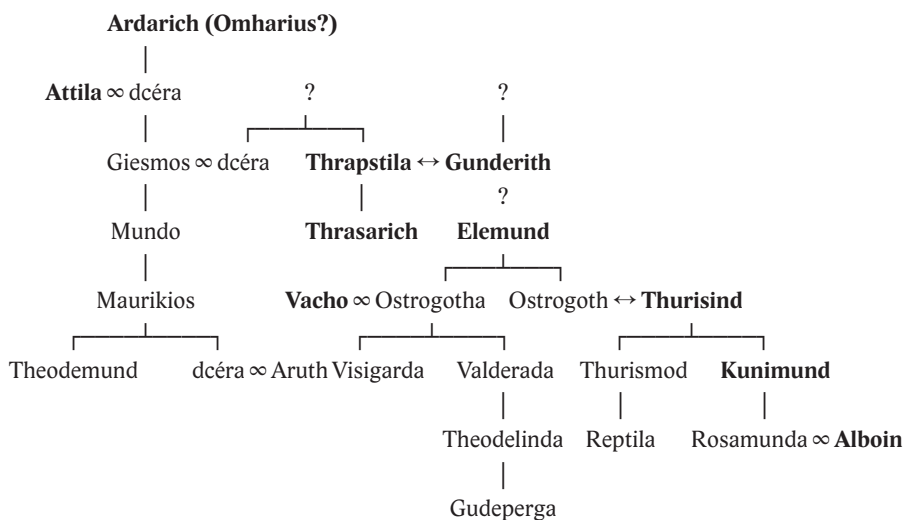 Ardarich (Omharius?)
Attila ∞ dcéra ? ?
Giesmos ∞ dcéra Thrapstila ↔ Gunderith
?
Mundo Thrasarich Elemund
Maurikios Vacho ∞ Ostrogotha Ostrogoth ↔ Thurisind
Theodemund dcéra ∞ Aruth Visigarda Valderada Thurismod Kunimund
Theodelinda Reptila Rosamunda ∞ Alboin
Gudeperga